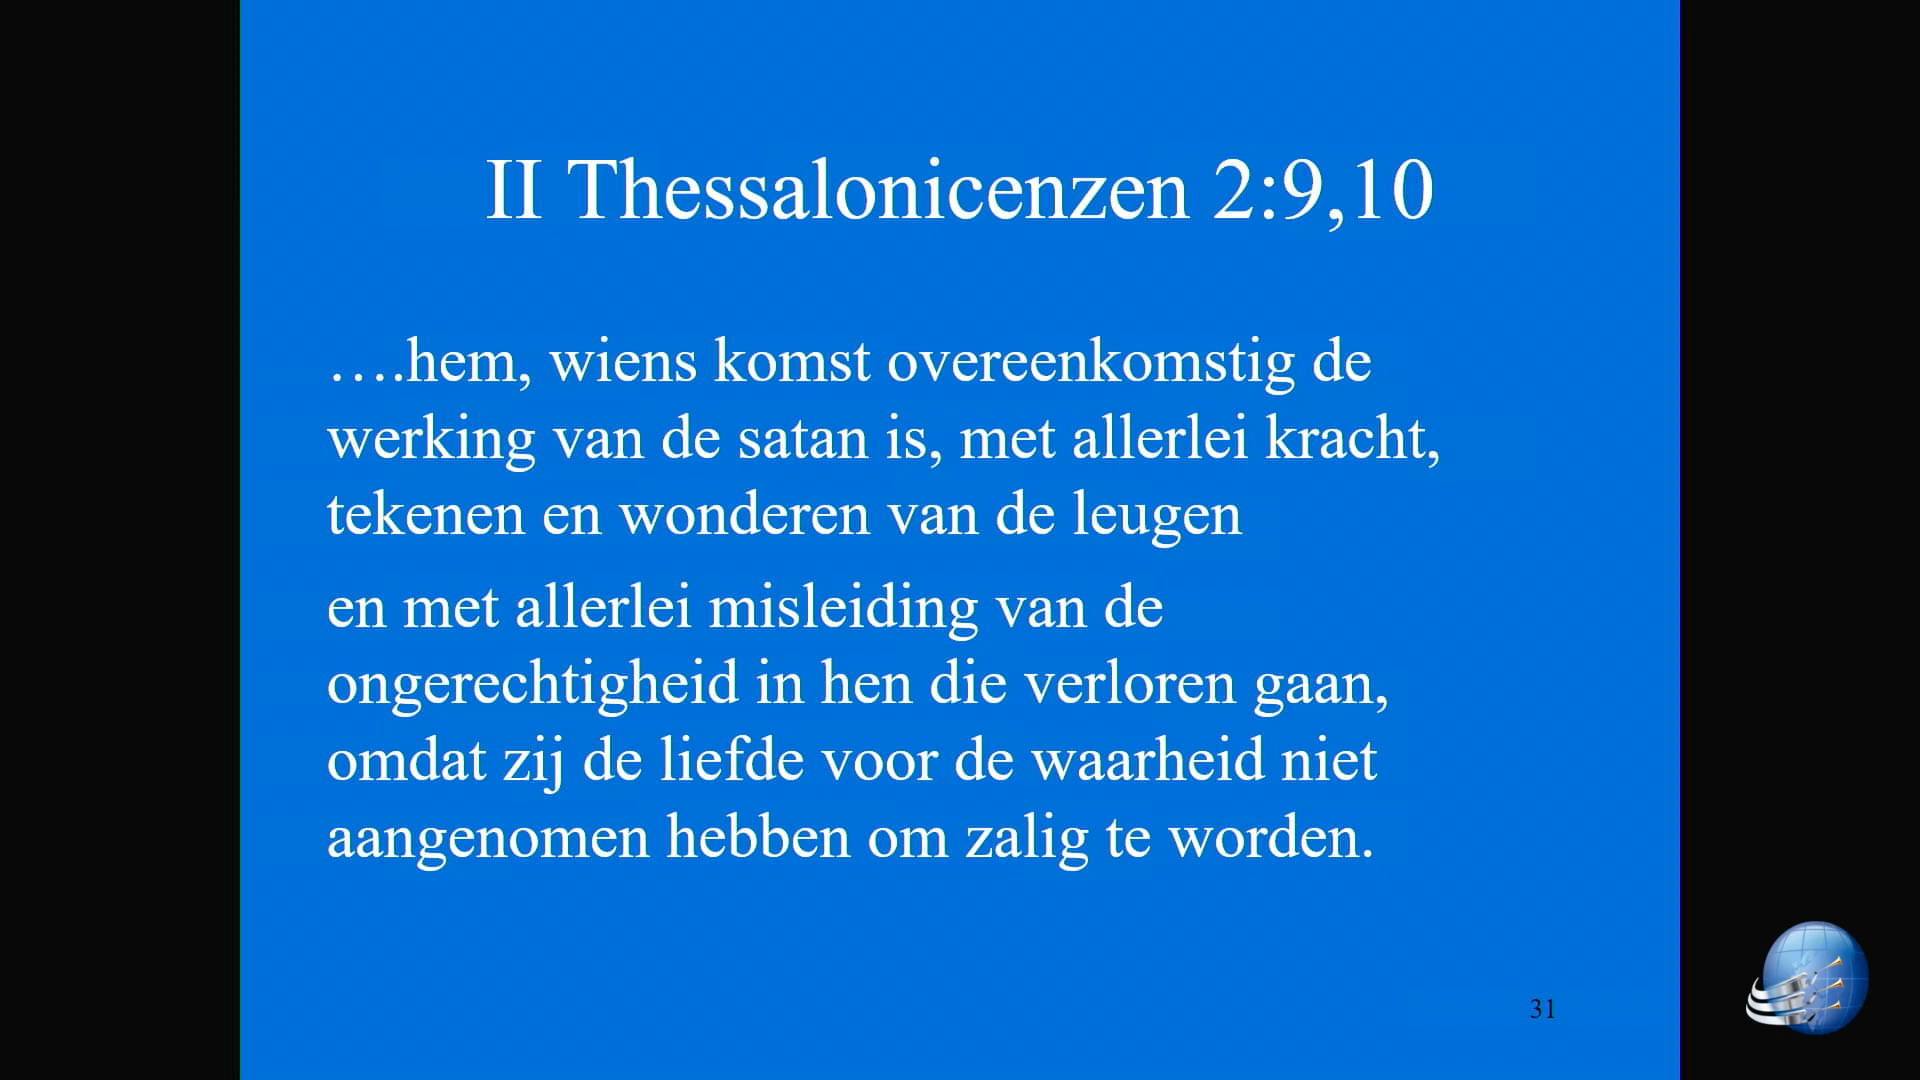 II Thessalonicenzen 2:9,10
….hem, wiens komst overeenkomstig de
werking van de satan is, met allerlei kracht,
tekenen en wonderen van de leugen
en met allerlei misleiding van de
ongerechtigheid in hen die verloren gaan,
omdat zij de liefde voor de waarheid niet
aangenomen hebben om zalig te worden.
31